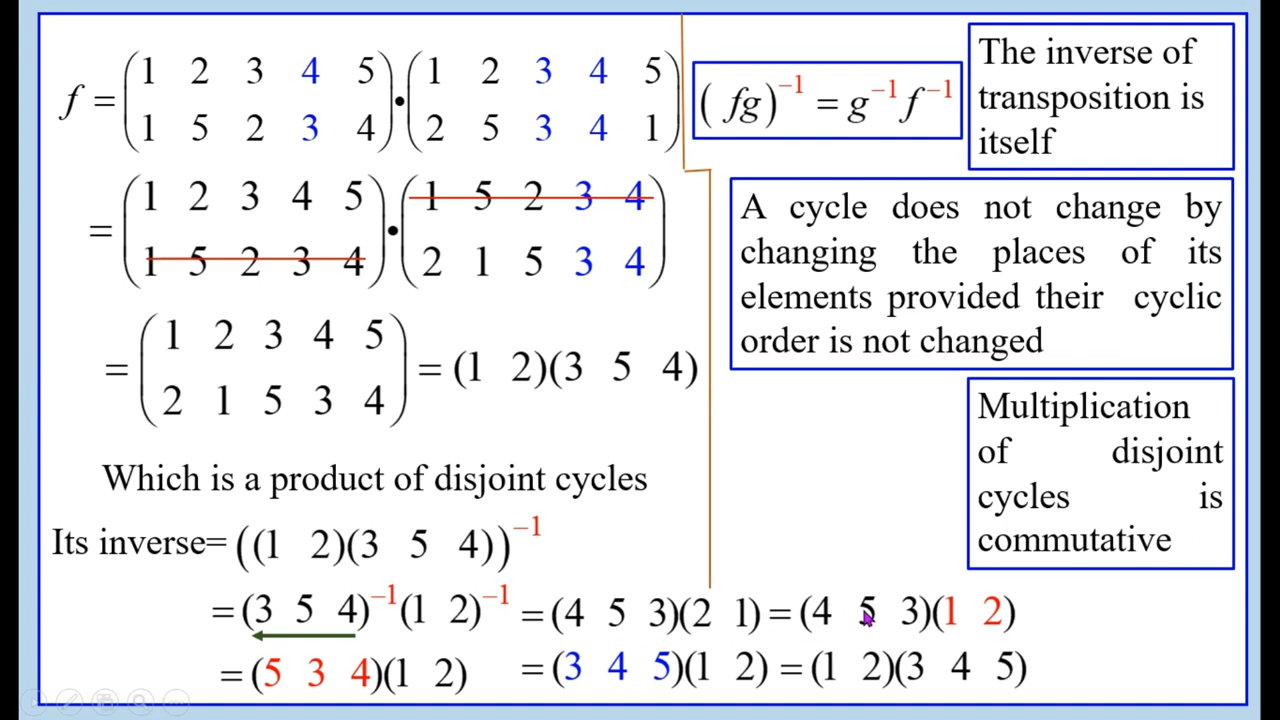 f = (1 2 3 4 5 / 1 5 2 3 4) • (1 2 3 4 5 / 2 5 3 4 1)
= (1 2 3 4 5 / 1 5 2 3 4) • (1 5 2 3 4 / 2 1 5 3 4)
= (1 2 3 4 5 / 2 1 5 3 4) = (1 2)(3 5 4)
Which is a product of disjoint cycles
Its inverse= ((1 2)(3 5 4))⁻¹
= (3 5 4)⁻¹(1 2)⁻¹ = (4 5 3)(2 1) = (4 5 3)(1 2)
= (5 3 4)(1 2) = (3 4 5)(1 2) = (1 2)(3 4 5)
( fg)⁻¹ = g⁻¹ f⁻¹
The inverse of
transposition is
itself
A cycle does not change by
changing the places of its
elements provided their cyclic
order is not changed
Multiplication
of disjoint
cycles is
commutative